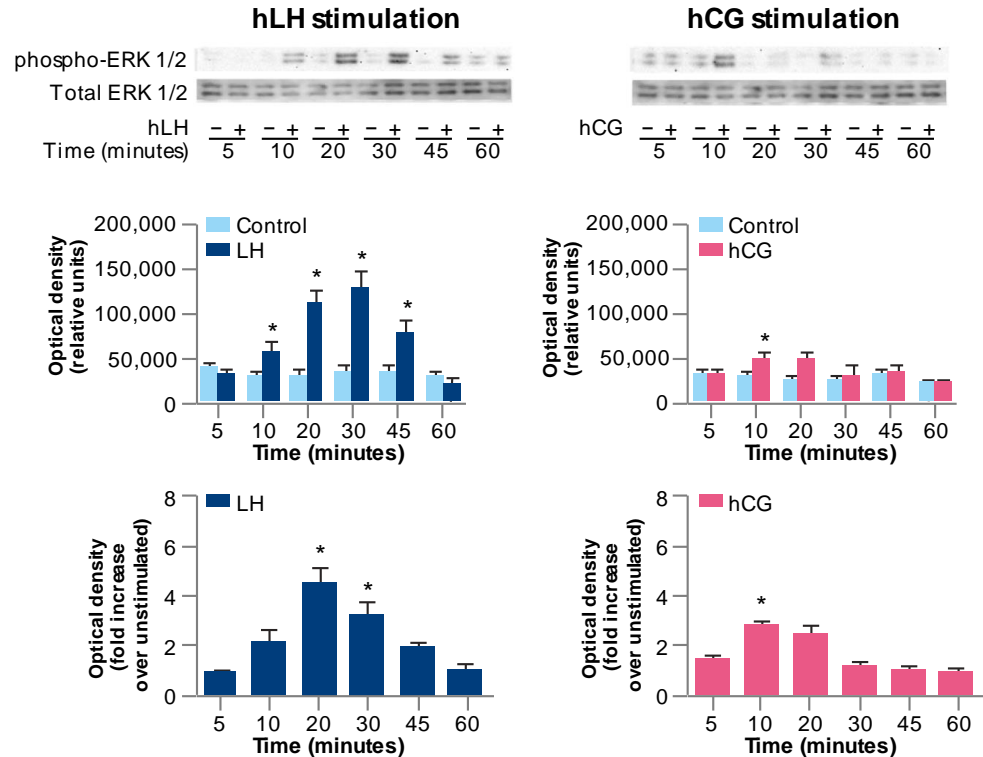 hLH stimulation
hCG stimulation
phospho-ERK 1/2
Total ERK 1/2
hLH − + − + − + − + − + − +
Time (minutes) 5 10 20 30 45 60
hCG − + − + − + − + − + − +
5 10 20 30 45 60
Optical density
(relative units)
200,000
150,000
100,000
50,000
0
Control
LH
* * * *
5 10 20 30 45 60
Time (minutes)
Optical density
(relative units)
200,000
150,000
100,000
50,000
0
Control
hCG
*
5 10 20 30 45 60
Time (minutes)
Optical density
(fold increase
over unstimulated)
8
6
4
2
0
LH
* *
5 10 20 30 45 60
Time (minutes)
Optical density
(fold increase
over unstimulated)
8
6
4
2
0
hCG
*
5 10 20 30 45 60
Time (minutes)